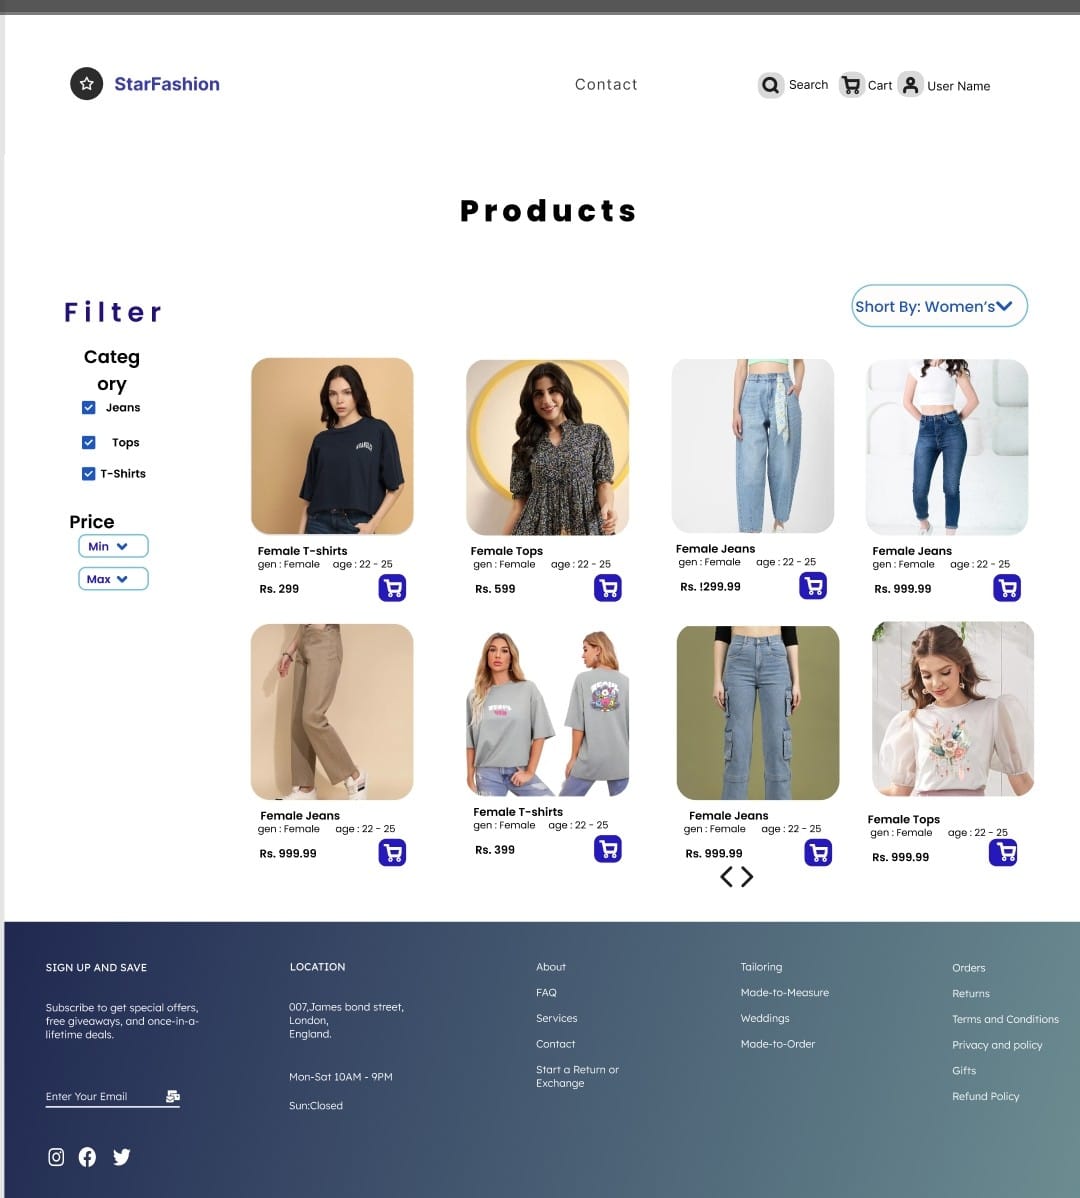 StarFashion
Contact
Search
Cart
User Name
Products
Filter
Short By: Women's
Categ
ory
Jeans
Tops
T-Shirts
Price
Min
Max
Female T-shirts
gen : Female age : 22 - 25
Rs. 299
Female Tops
gen : Female age : 22 - 25
Rs. 599
Female Jeans
gen : Female age : 22 - 25
Rs. !299.99
Female Jeans
gen : Female age : 22 - 25
Rs. 999.99
Female Jeans
gen : Female age : 22 - 25
Rs. 999.99
Female T-shirts
gen : Female age : 22 - 25
Rs. 399
Female Jeans
gen : Female age : 22 - 25
Rs. 999.99
Female Tops
gen : Female age : 22 - 25
Rs. 999.99
SIGN UP AND SAVE
Subscribe to get special offers,
free giveaways, and once-in-a-
lifetime deals.
Enter Your Email
LOCATION
007,James bond street,
London,
England.
Mon-Sat 10AM - 9PM
Sun:Closed
About
FAQ
Services
Contact
Start a Return or
Exchange
Tailoring
Made-to-Measure
Weddings
Made-to-Order
Orders
Returns
Terms and Conditions
Privacy and policy
Gifts
Refund Policy